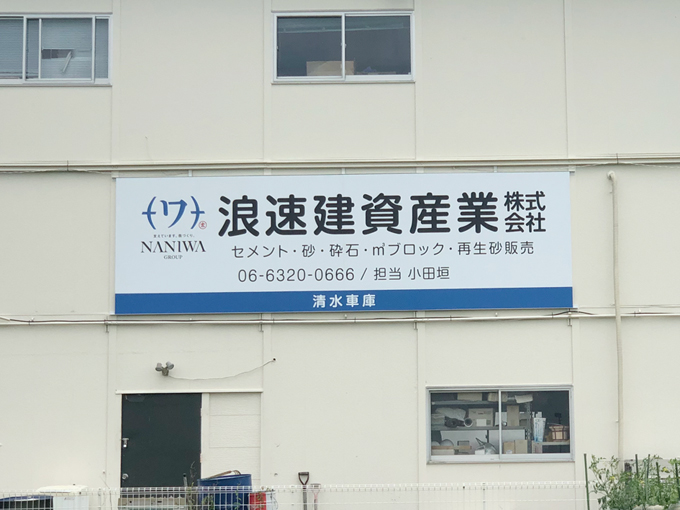 浪速建資産業株式会社
NANIWA
GROUP
セメント・砂・砕石・㎥ブロック・再生砂販売
06-6320-0666 / 担当 小田垣
清水車庫